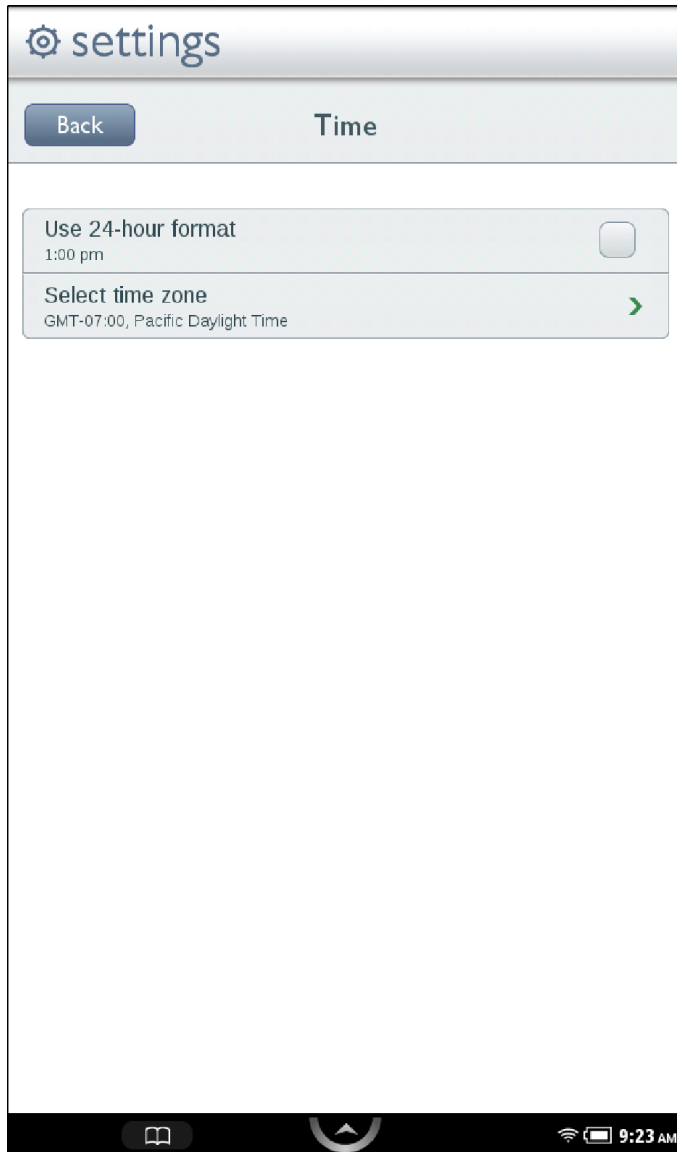 settings
Back
Time
Use 24-hour format
1:00 pm
Select time zone
GMT-07:00, Pacific Daylight Time
9:23 AM